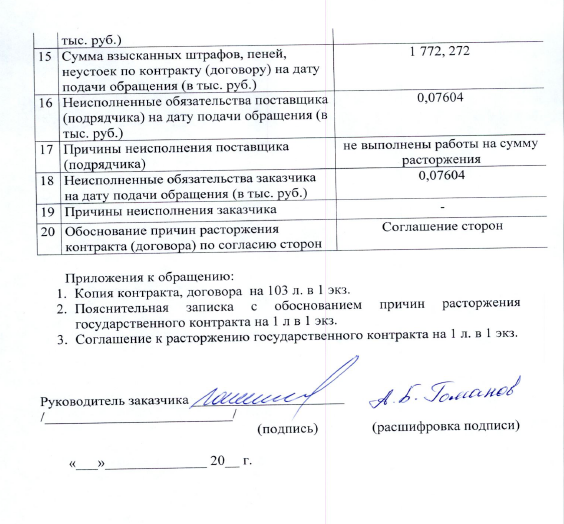 тыс. руб.)
15 Сумма взысканных штрафов, пеней, 1 772, 272
неустоек по контракту (договору) на дату
подачи обращения (в тыс. руб.)
16 Неисполненные обязательства поставщика 0,07604
(подрядчика) на дату подачи обращения (в
тыс. руб.)
17 Причины неисполнения поставщика не выполнены работы на сумму
(подрядчика) расторжения
18 Неисполненные обязательства заказчика 0,07604
на дату подачи обращения (в тыс. руб.)
19 Причины неисполнения заказчика -
20 Обоснование причин расторжения Соглашение сторон
контракта (договора) по согласию сторон
Приложения к обращению:
1. Копия контракта, договора на 103 л. в 1 экз.
2. Пояснительная записка с обоснованием причин расторжения
государственного контракта на 1 л в 1 экз.
3. Соглашение к расторжению государственного контракта на 1 л. в 1 экз.
Руководитель заказчика А.Б. Гоманов
/____________________________/
(подпись) (расшифровка подписи)
«___»________________ 20__ г.